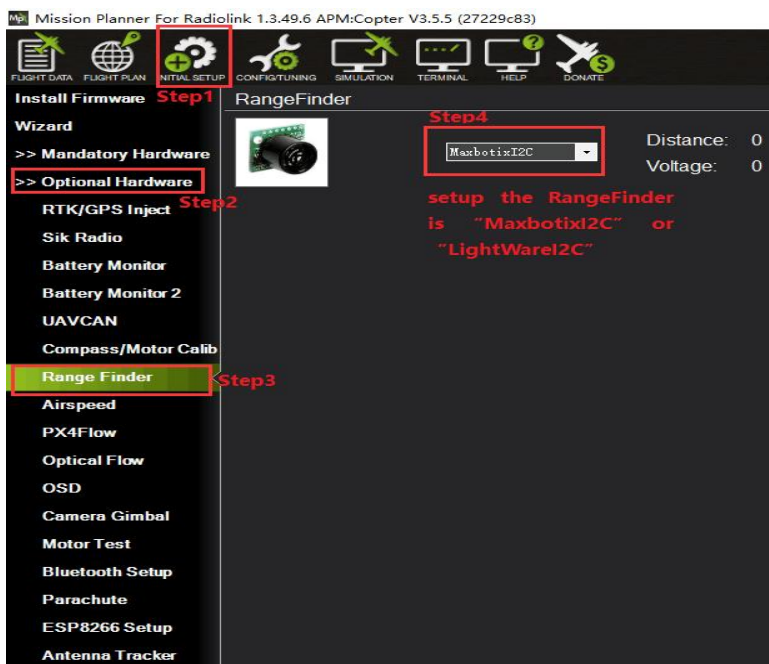 Mission Planner For Radiolink 1.3.49.6 APM:Copter V3.5.5 (27229c83)
FLIGHT DATA FLIGHT PLAN INITIAL SETUP CONFIG/TUNING SIMULATION TERMINAL HELP DONATE
Install Firmware Step1 RangeFinder
Wizard
Step4
>> Mandatory Hardware
MaxbotixI2C
Distance: 0
Voltage: 0
>> Optional Hardware
Step2
setup the RangeFinder
is "MaxbotixI2C" or
"LightWareI2C"
RTK/GPS Inject
Sik Radio
Battery Monitor
Battery Monitor 2
UAVCAN
Compass/Motor Calib
Range Finder Step3
Airspeed
PX4Flow
Optical Flow
OSD
Camera Gimbal
Motor Test
Bluetooth Setup
Parachute
ESP8266 Setup
Antenna Tracker